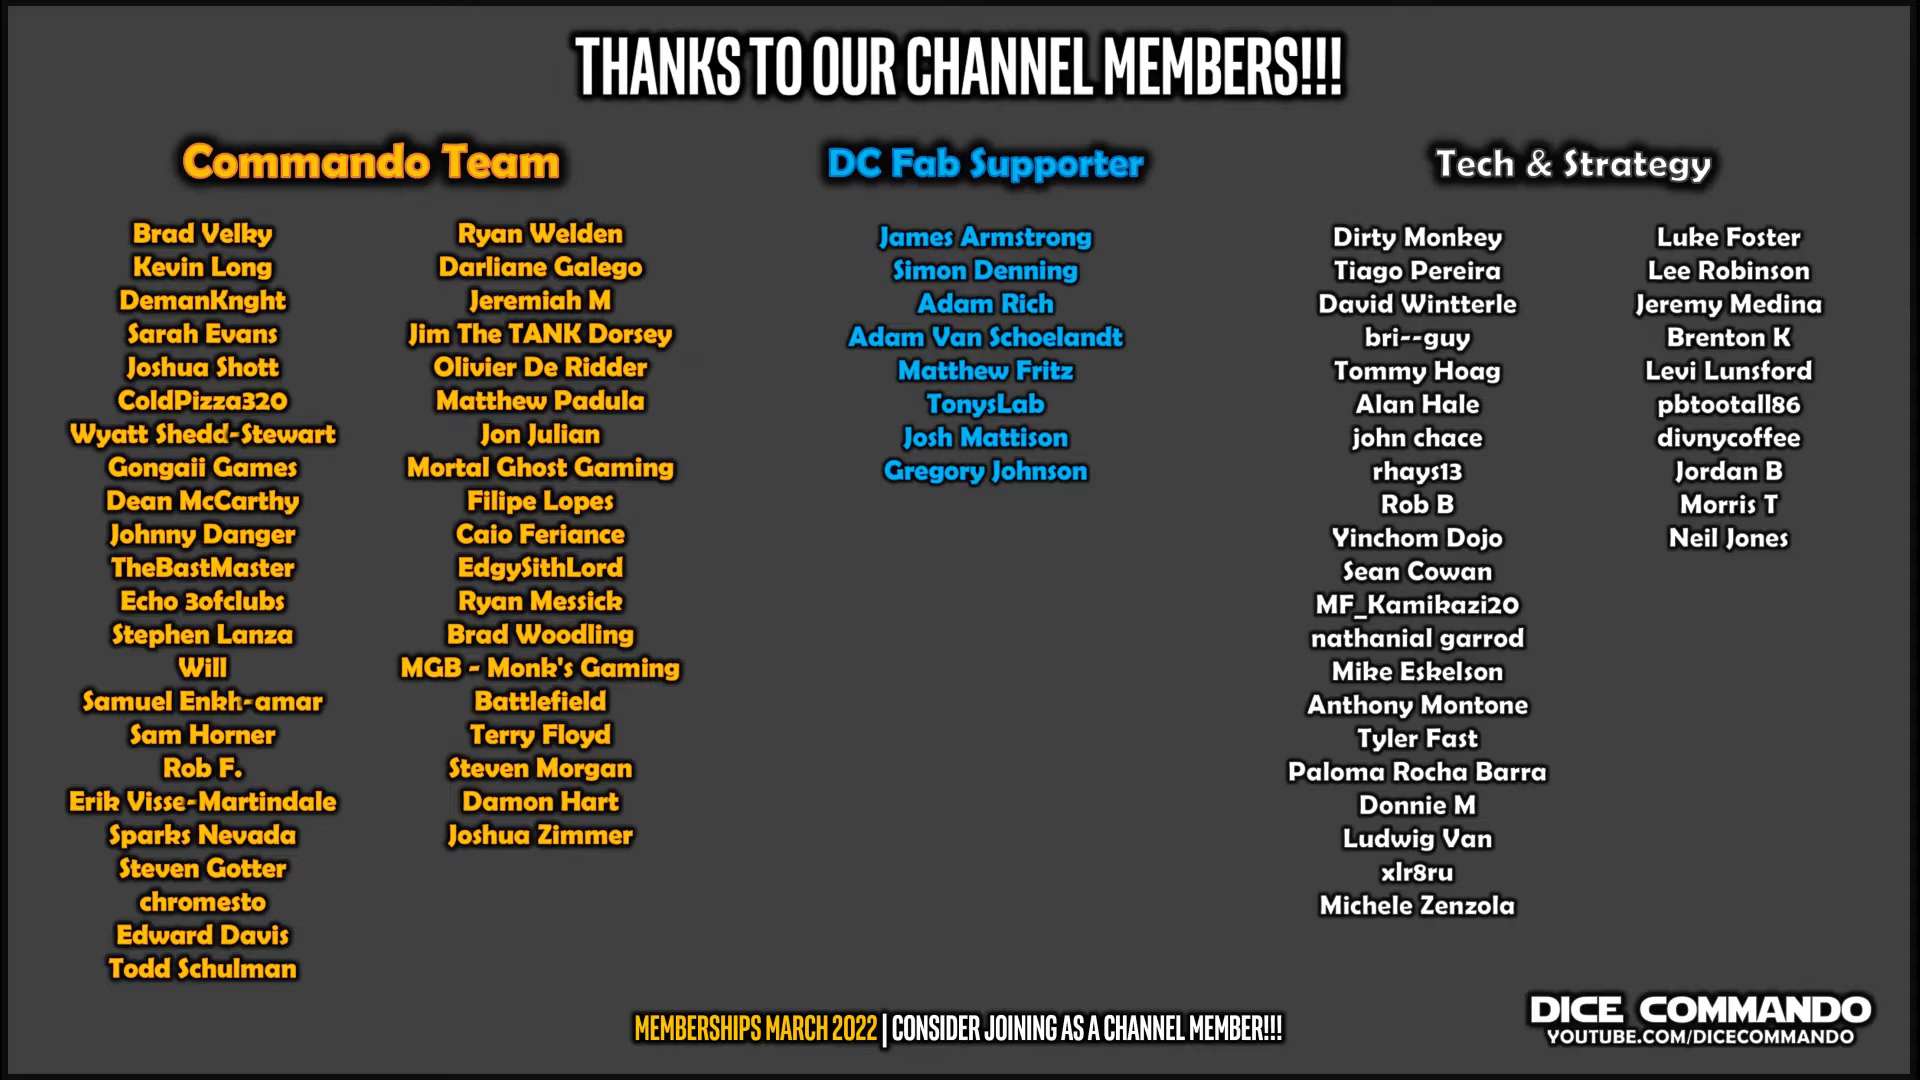 THANKS TO OUR CHANNEL MEMBERS!!!
Commando Team
Brad Velky
Kevin Long
DemanKnght
Sarah Evans
Joshua Shott
ColdPizza320
Wyatt Shedd-Stewart
Gongaii Games
Dean McCarthy
Johnny Danger
TheBastMaster
Echo 3ofclubs
Stephen Lanza
Will
Samuel Enkh-amar
Sam Horner
Rob F.
Erik Visse-Martindale
Sparks Nevada
Steven Gotter
chromesto
Edward Davis
Todd Schulman
Ryan Welden
Darliane Galego
Jeremiah M
Jim The TANK Dorsey
Olivier De Ridder
Matthew Padula
Jon Julian
Mortal Ghost Gaming
Filipe Lopes
Caio Feriance
EdgySithLord
Ryan Messick
Brad Woodling
MGB - Monk's Gaming
Battlefield
Terry Floyd
Steven Morgan
Damon Hart
Joshua Zimmer
DC Fab Supporter
James Armstrong
Simon Denning
Adam Rich
Adam Van Schoelandt
Matthew Fritz
TonysLab
Josh Mattison
Gregory Johnson
Tech & Strategy
Dirty Monkey
Tiago Pereira
David Wintterle
bri--guy
Tommy Hoag
Alan Hale
john chace
rhays13
Rob B
Yinchom Dojo
Sean Cowan
MF_Kamikazi20
nathanial garrod
Mike Eskelson
Anthony Montone
Tyler Fast
Paloma Rocha Barra
Donnie M
Ludwig Van
xlr8ru
Michele Zenzola
Luke Foster
Lee Robinson
Jeremy Medina
Brenton K
Levi Lunsford
pbtootall86
divnycoffee
Jordan B
Morris T
Neil Jones
MEMBERSHIPS MARCH 2022 | CONSIDER JOINING AS A CHANNEL MEMBER!!!
DICE COMMANDO
YOUTUBE.COM/DICECOMMANDO